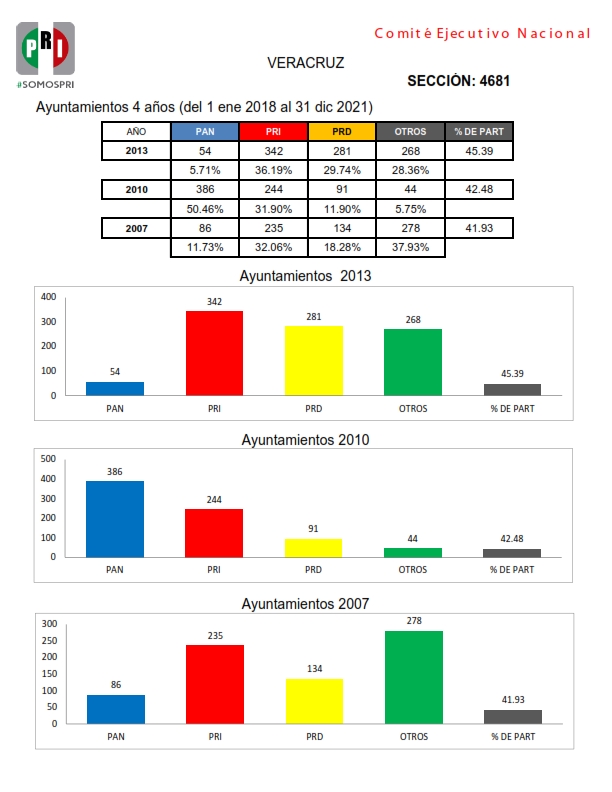 Comité Ejecutivo Nacional
PRI
#SOMOSPRI
VERACRUZ
SECCIÓN: 4681
Ayuntamientos 4 años (del 1 ene 2018 al 31 dic 2021)
AÑO PAN PRI PRD OTROS % DE PART
2013 54 342 281 268 45.39
5.71% 36.19% 29.74% 28.36%
2010 386 244 91 44 42.48
50.46% 31.90% 11.90% 5.75%
2007 86 235 134 278 41.93
11.73% 32.06% 18.28% 37.93%
Ayuntamientos 2013
400
300
200
100
0
54 342 281 268 45.39
PAN PRI PRD OTROS % DE PART
Ayuntamientos 2010
500
400
300
200
100
0
386 244 91 44 42.48
PAN PRI PRD OTROS % DE PART
Ayuntamientos 2007
300
250
200
150
100
50
0
86 235 134 278 41.93
PAN PRI PRD OTROS % DE PART